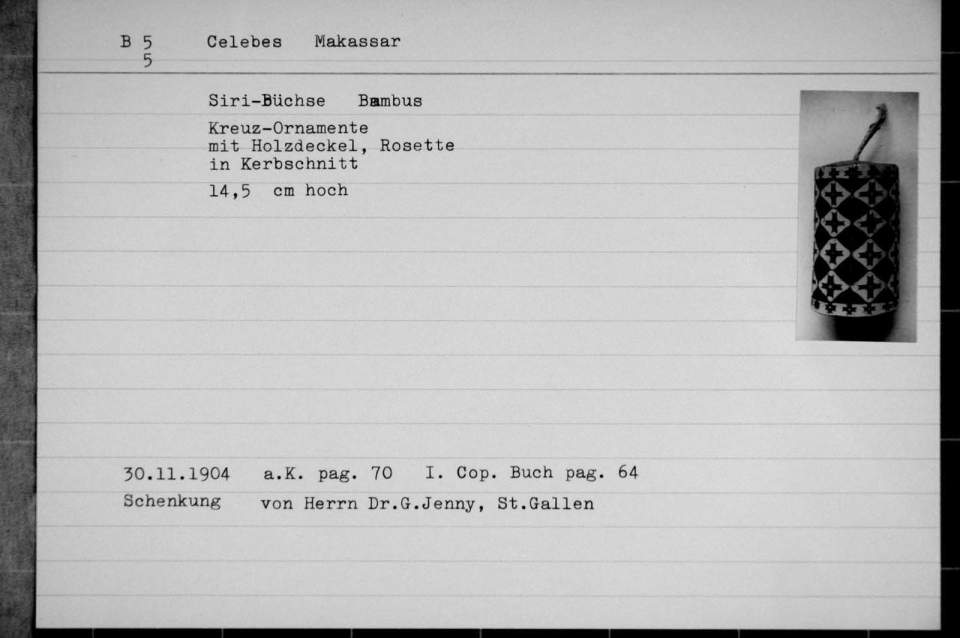 B 5 Celebes Makassar
5
Siri-Büchse Bambus
Kreuz-Ornamente
mit Holzdeckel, Rosette
in Kerbschnitt
14,5 cm hoch
30.11.1904 a.K. pag. 70 I. Cop. Buch pag. 64
Schenkung von Herrn Dr.G.Jenny, St.Gallen